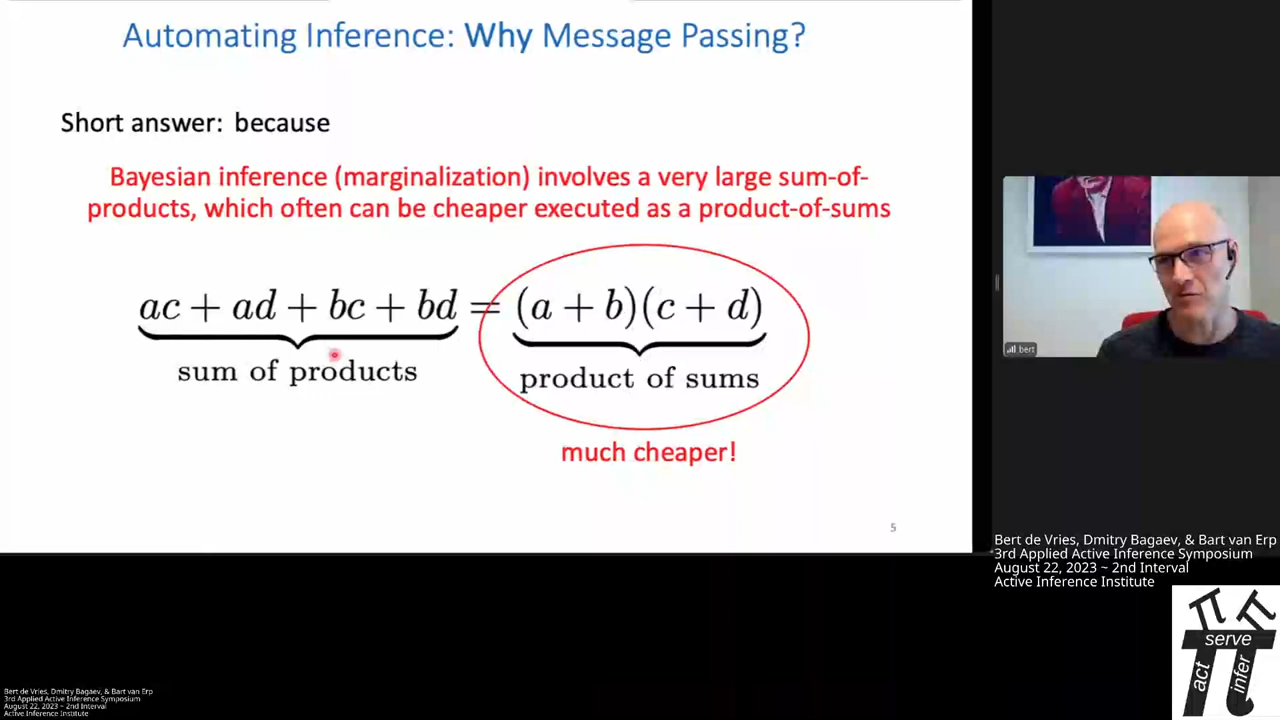 Automating Inference: Why Message Passing?
Short answer: because
Bayesian inference (marginalization) involves a very large sum-of-
products, which often can be cheaper executed as a product-of-sums
ac + ad + bc + bd = (a + b)(c + d)
sum of products
product of sums
much cheaper!
5
bert
Bert de Vries, Dmitry Bagaev, & Bart van Erp
3rd Applied Active Inference Symposium
August 22, 2023 ~ 2nd Interval
Active Inference Institute
serve
act
infer
Bert de Vries, Dmitry Bagaev, & Bart van Erp
3rd Applied Active Inference Symposium
August 22, 2023 ~ 2nd Interval
Active Inference Institute